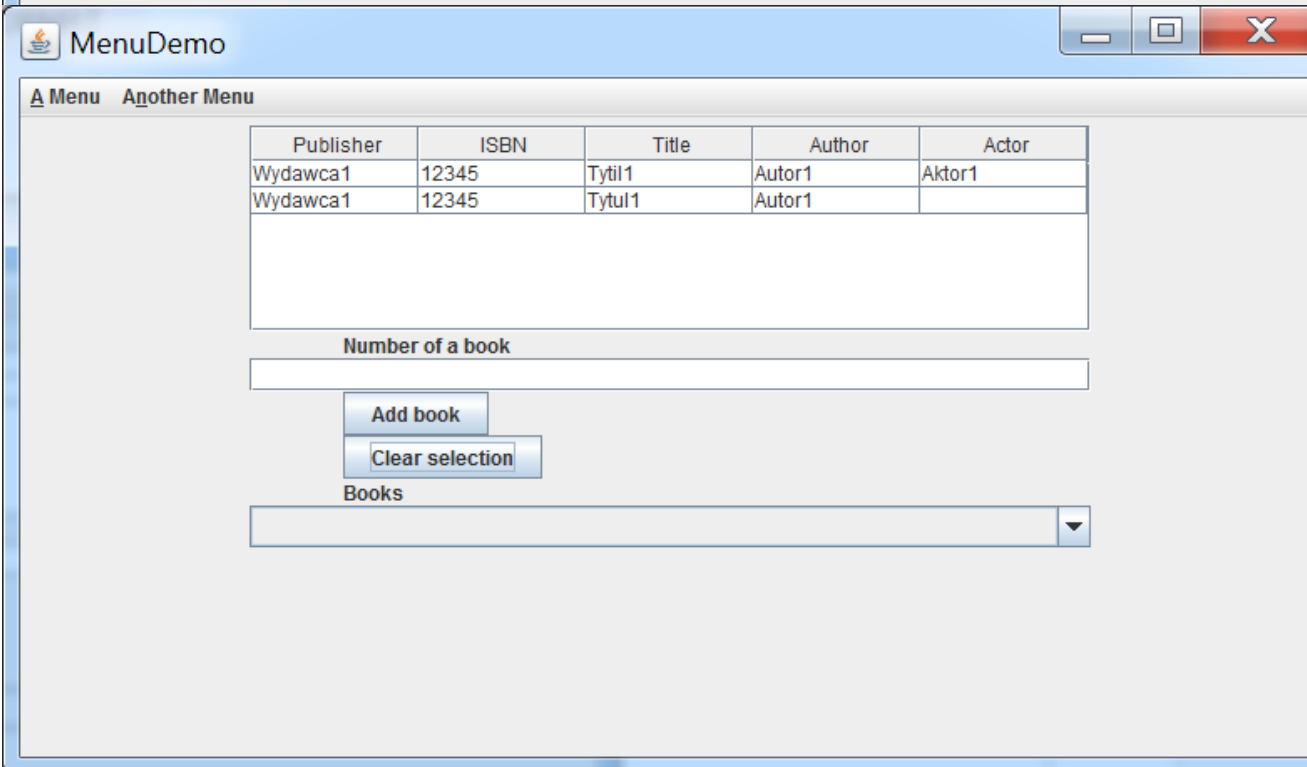 MenuDemo
A Menu Another Menu
Publisher ISBN Title Author Actor
Wydawca1 12345 Tytil1 Autor1 Aktor1
Wydawca1 12345 Tytul1 Autor1
Number of a book
Add book
Clear selection
Books